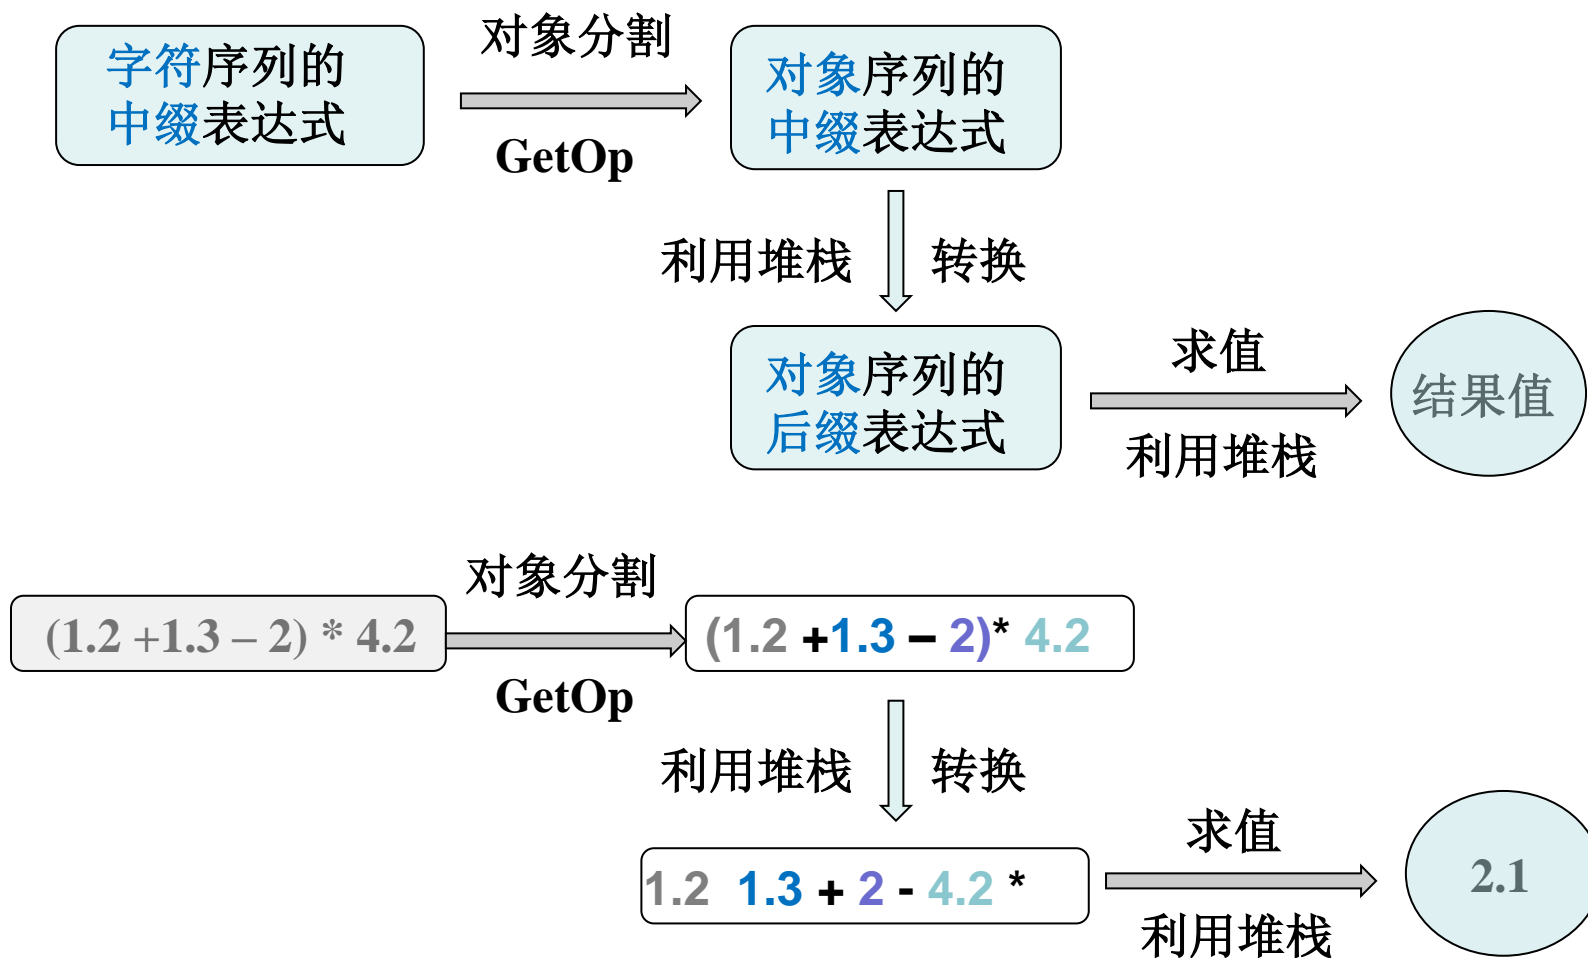 字符序列的
中缀表达式
对象分割
GetOp
对象序列的
中缀表达式
利用堆栈
转换
对象序列的
后缀表达式
求值
利用堆栈
结果值
(1.2 +1.3 – 2) * 4.2
对象分割
GetOp
(1.2 +1.3 – 2)* 4.2
利用堆栈
转换
1.2 1.3 + 2 - 4.2 *
求值
利用堆栈
2.1